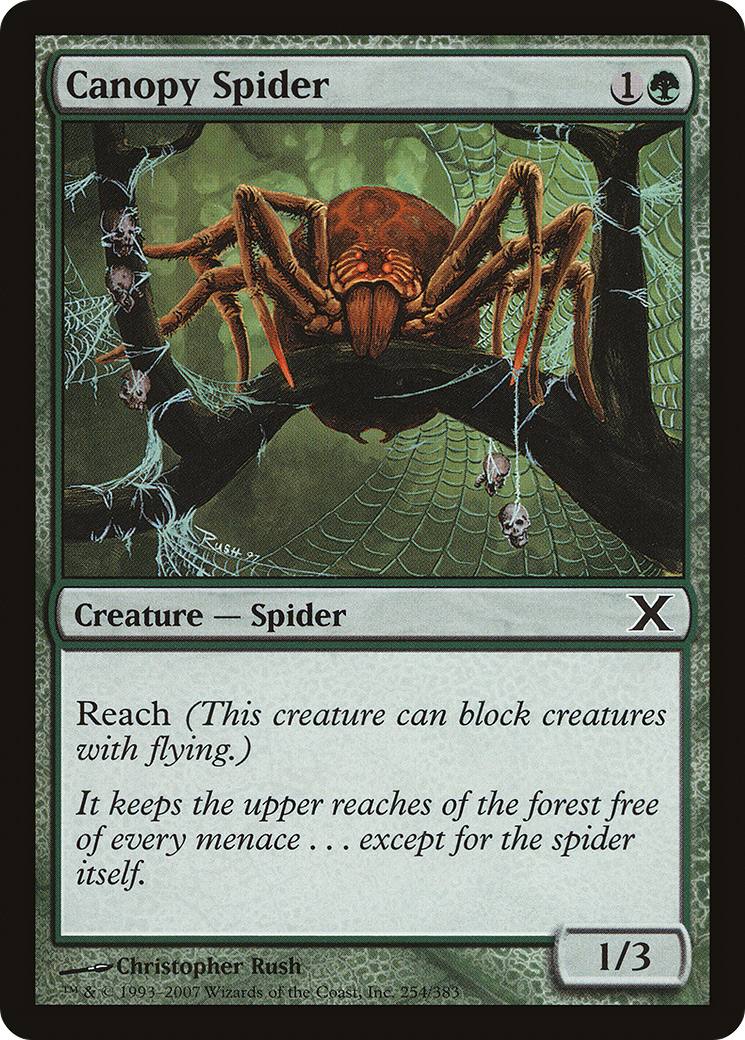 Canopy Spider 1
RUSH 97
Creature — Spider X
Reach (This creature can block creatures
with flying.)
It keeps the upper reaches of the forest free
of every menace . . . except for the spider
itself.
1/3
Christopher Rush
™ & © 1993–2007 Wizards of the Coast, Inc. 254/383